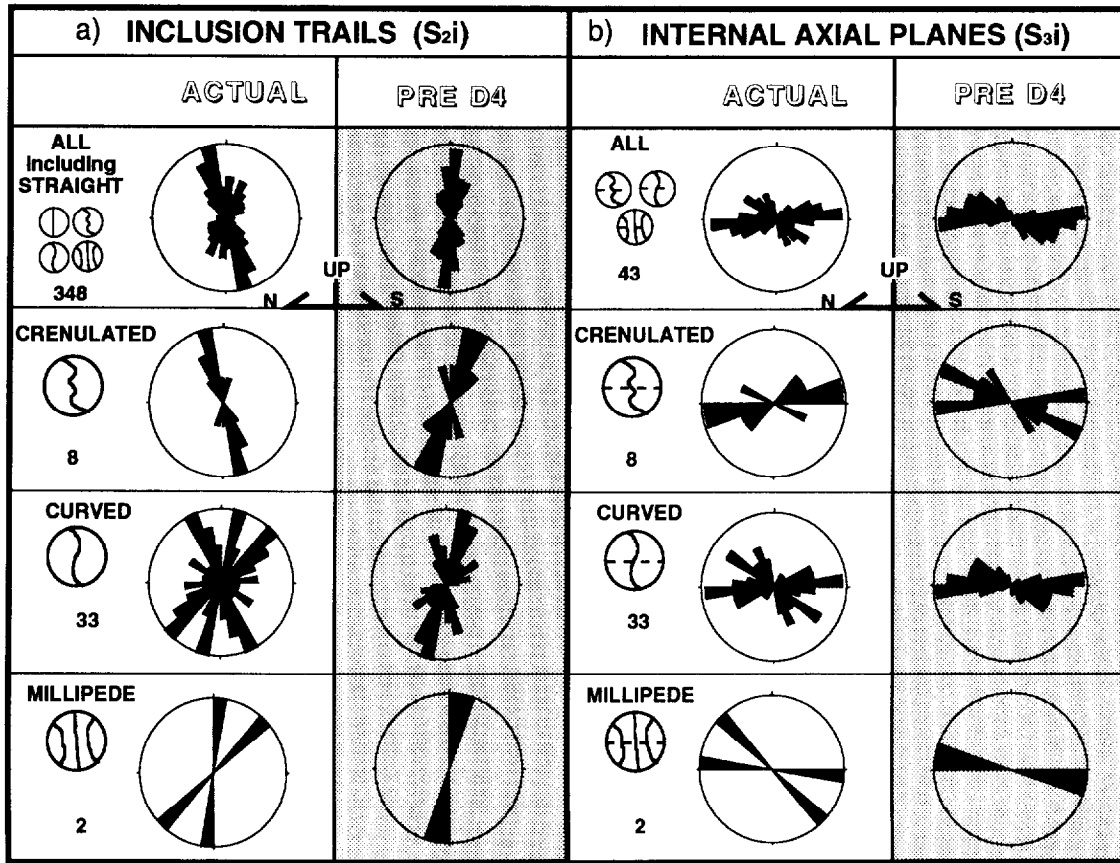 a) INCLUSION TRAILS (S2i)
b) INTERNAL AXIAL PLANES (S3i)
ACTUAL
PRE D4
ACTUAL
PRE D4
ALL
including
STRAIGHT
348
UP
N
S
ALL
43
UP
N
S
CRENULATED
8
CRENULATED
8
CURVED
33
CURVED
33
MILLIPEDE
2
MILLIPEDE
2